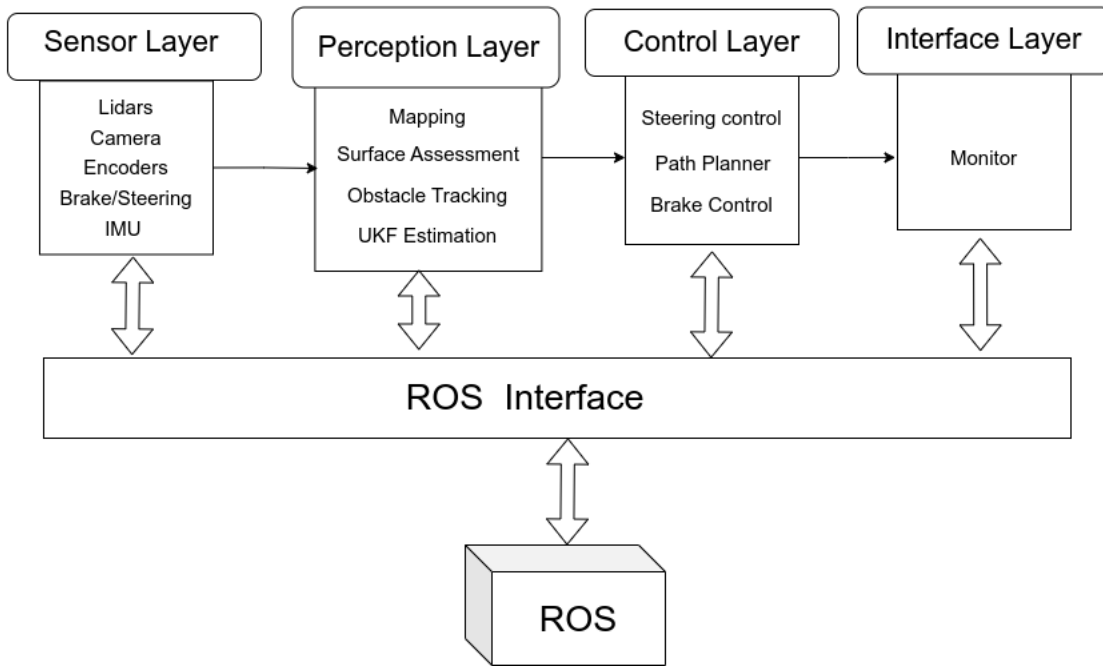 Sensor Layer
Lidars
Camera
Encoders
Brake/Steering
IMU
Perception Layer
Mapping
Surface Assessment
Obstacle Tracking
UKF Estimation
Control Layer
Steering control
Path Planner
Brake Control
Interface Layer
Monitor
ROS Interface
ROS